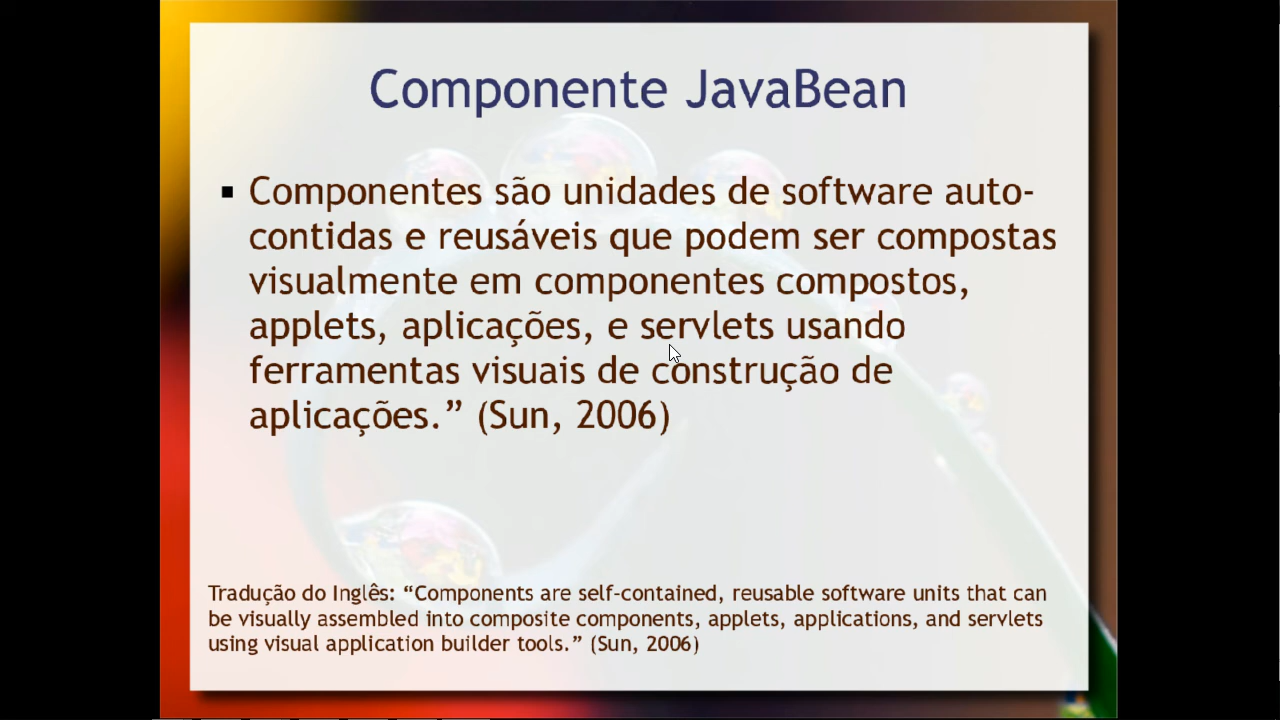 Componente JavaBean
Componentes são unidades de software auto-
contidas e reusáveis que podem ser compostas
visualmente em componentes compostos,
applets, aplicações, e servlets usando
ferramentas visuais de construção de
aplicações.” (Sun, 2006)
Tradução do Inglês: “Components are self-contained, reusable software units that can
be visually assembled into composite components, applets, applications, and servlets
using visual application builder tools.” (Sun, 2006)